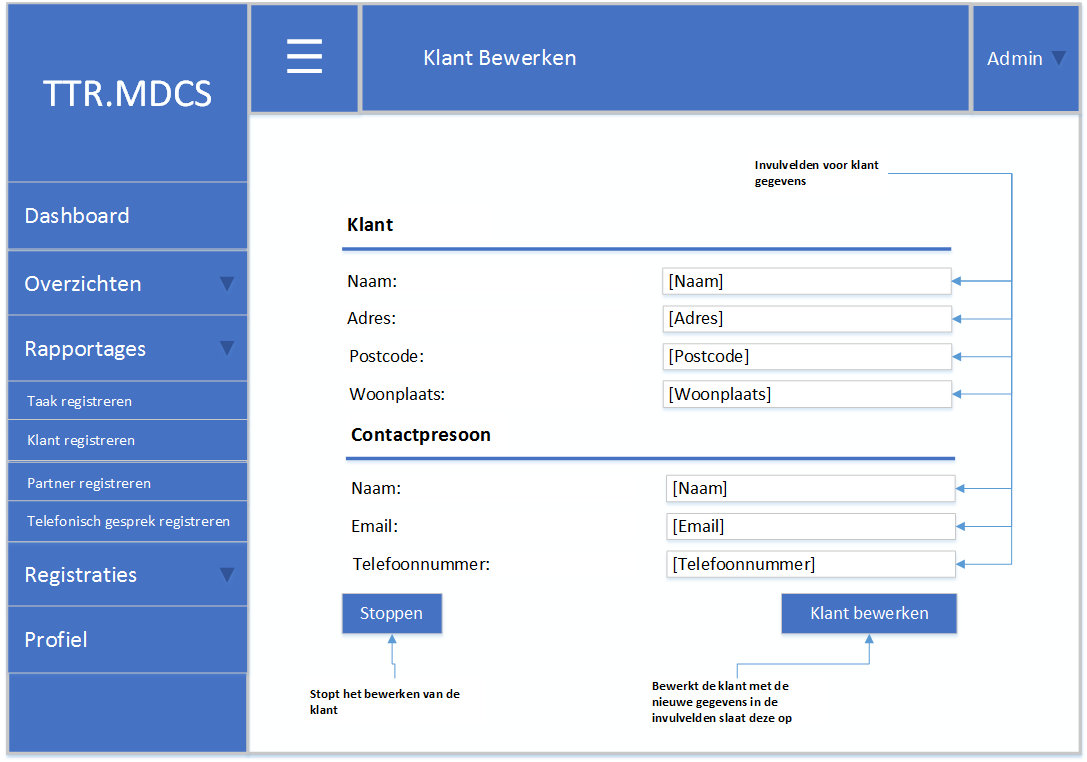 TTR.MDCS
Klant Bewerken
Admin
Dashboard
Overzichten
Rapportages
Taak registreren
Klant registreren
Partner registreren
Telefonisch gesprek registreren
Registraties
Profiel
Invulvelden voor klant
gegevens
Klant
Naam: [Naam]
Adres: [Adres]
Postcode: [Postcode]
Woonplaats: [Woonplaats]
Contactpresoon
Naam: [Naam]
Email: [Email]
Telefoonnummer: [Telefoonnummer]
Stoppen
Klant bewerken
Stopt het bewerken van de
klant
Bewerkt de klant met de
nieuwe gegevens in de
invulvelden slaat deze op